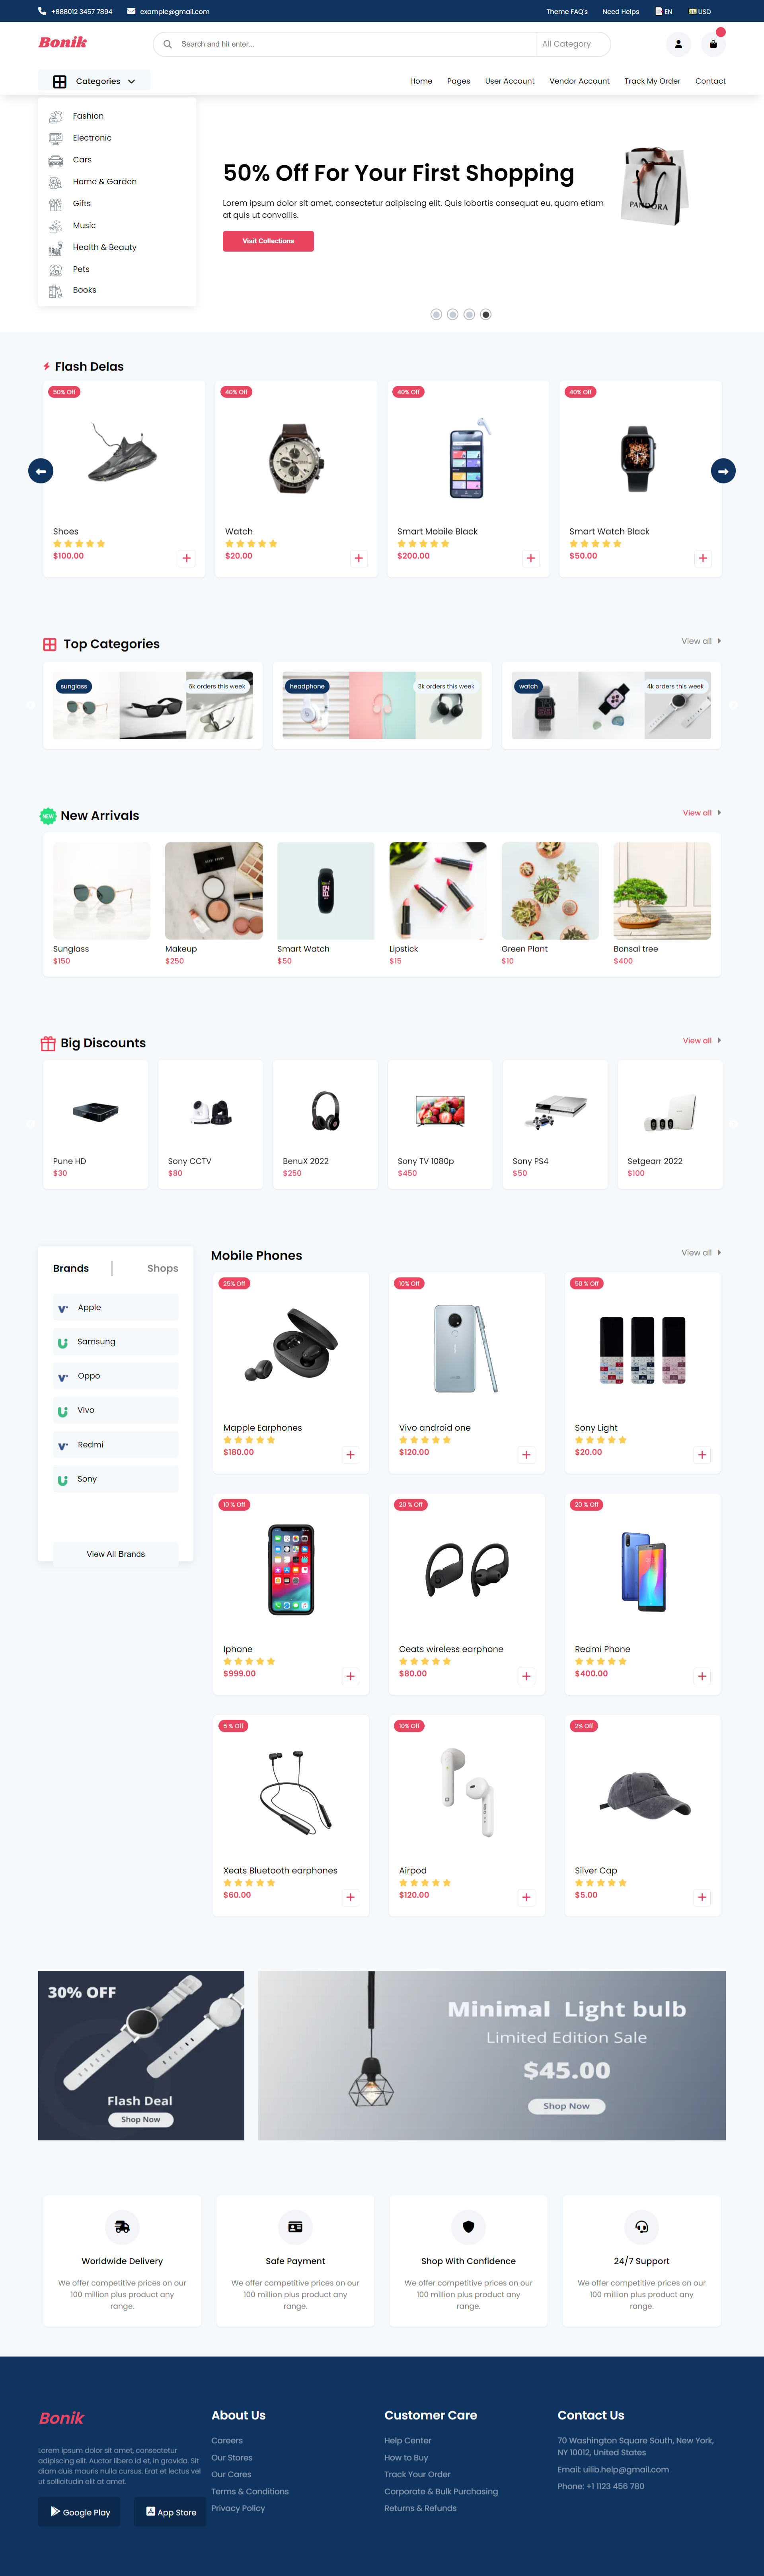 +888012 3457 7894
example@gmail.com
Theme FAQ's
Need Helps
EN
USD
Bonik
Search and hit enter...
All Category
Categories
Home
Pages
User Account
Vendor Account
Track My Order
Contact
Fashion
Electronic
Cars
Home & Garden
Gifts
Music
Health & Beauty
Pets
Books
50% Off For Your First Shopping
Lorem ipsum dolor sit amet, consectetur adipiscing elit. Quis lobortis consequat eu, quam etiam
at quis ut convallis.
Visit Collections
PANDORA
Flash Delas
50% Off
Shoes
$100.00
40% Off
Watch
$20.00
40% Off
Smart Mobile Black
$200.00
40% Off
Smart Watch Black
$50.00
Top Categories
View all
sunglass
6k orders this week
headphone
3k orders this week
watch
4k orders this week
NEW
New Arrivals
View all
Sunglass
$150
Makeup
$250
Smart Watch
$50
Lipstick
$15
Green Plant
$10
Bonsai tree
$400
Big Discounts
View all
Pune HD
$30
Sony CCTV
$80
BenuX 2022
$250
Sony TV 1080p
$450
Sony PS4
$50
Setgearr 2022
$100
Brands
Shops
Apple
Samsung
Oppo
Vivo
Redmi
Sony
View All Brands
Mobile Phones
View all
25% Off
Mapple Earphones
$180.00
10% Off
Vivo android one
$120.00
50 % Off
Sony Light
$20.00
10 % Off
Iphone
$999.00
20 % Off
Ceats wireless earphone
$80.00
20 % Off
Redmi Phone
$400.00
5 % Off
Xeats Bluetooth earphones
$60.00
10% Off
Airpod
$120.00
2% Off
Silver Cap
$5.00
30% OFF
Flash Deal
Shop Now
Minimal Light bulb
Limited Edition Sale
$45.00
Shop Now
Worldwide Delivery
We offer competitive prices on our
100 million plus product any
range.
Safe Payment
We offer competitive prices on our
100 million plus product any
range.
Shop With Confidence
We offer competitive prices on our
100 million plus product any
range.
24/7 Support
We offer competitive prices on our
100 million plus product any
range.
Bonik
Lorem ipsum dolor sit amet, consectetur
adipiscing elit. Auctor libero id et, in gravida. Sit
diam duis mauris nulla cursus. Erat et lectus vel
ut sollicitudin elit at amet.
Google Play
App Store
About Us
Careers
Our Stores
Our Cares
Terms & Conditions
Privacy Policy
Customer Care
Help Center
How to Buy
Track Your Order
Corporate & Bulk Purchasing
Returns & Refunds
Contact Us
70 Washington Square South, New York,
NY 10012, United States
Email: uilib.help@gmail.com
Phone: +1 1123 456 780